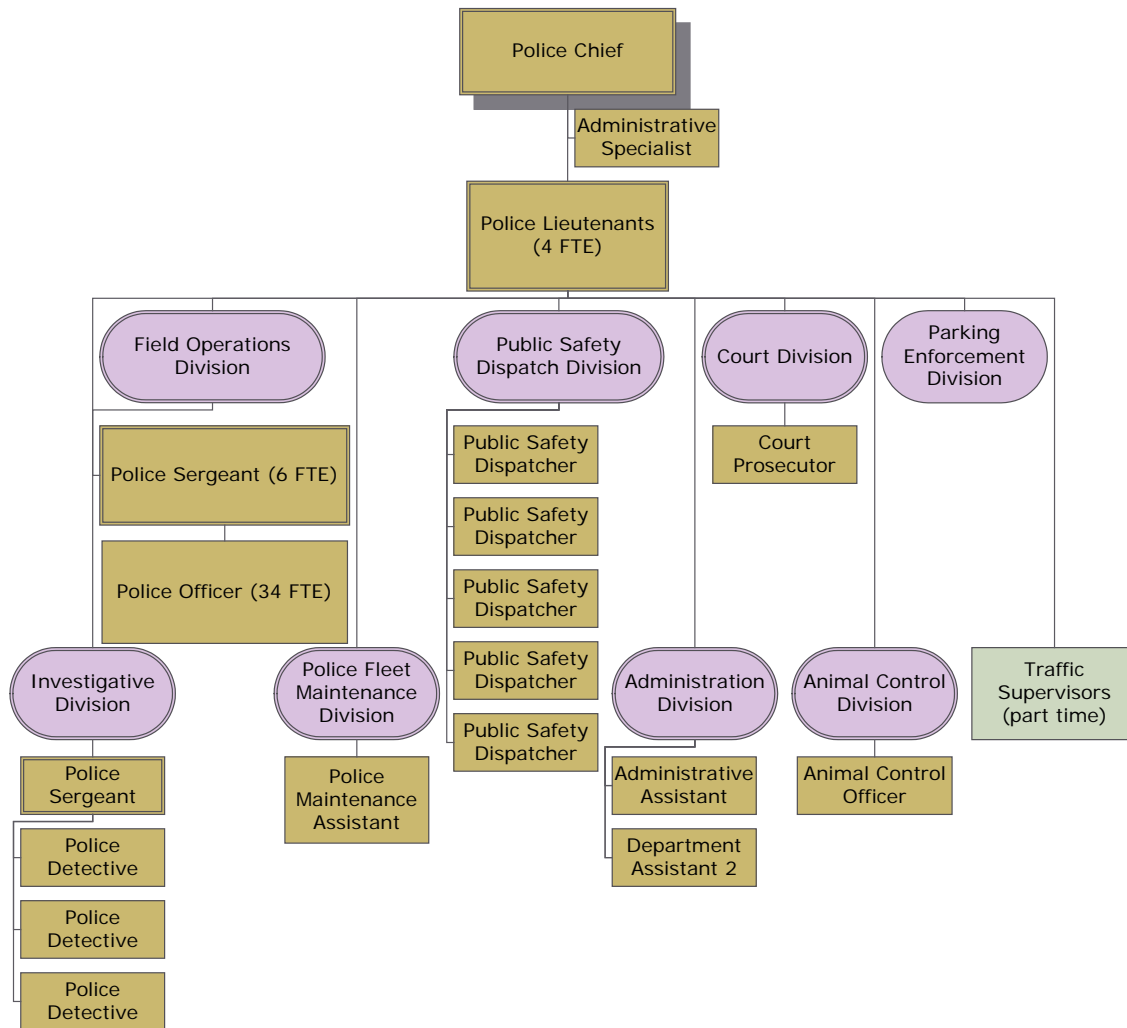 Police Chief
Administrative
Specialist
Police Lieutenants
(4 FTE)
Field Operations
Division
Public Safety
Dispatch Division
Court Division
Parking
Enforcement
Division
Police Sergeant (6 FTE)
Police Officer (34 FTE)
Public Safety
Dispatcher
Public Safety
Dispatcher
Public Safety
Dispatcher
Public Safety
Dispatcher
Public Safety
Dispatcher
Court
Prosecutor
Investigative
Division
Police Fleet
Maintenance
Division
Administration
Division
Animal Control
Division
Traffic
Supervisors
(part time)
Police
Sergeant
Police
Detective
Police
Detective
Police
Detective
Police
Maintenance
Assistant
Administrative
Assistant
Department
Assistant 2
Animal Control
Officer